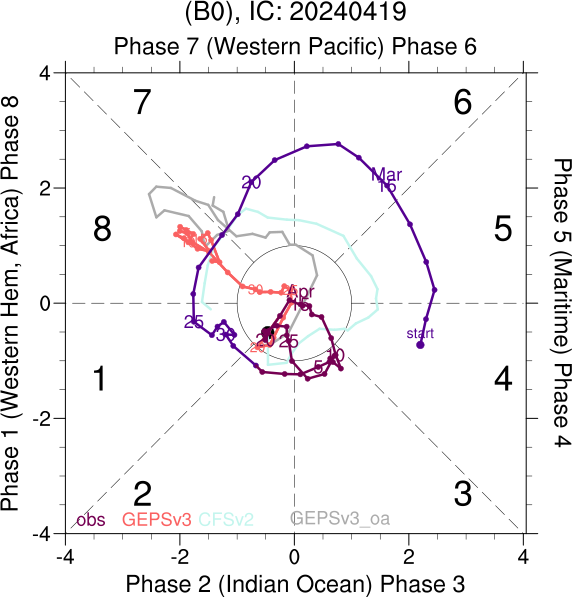 (B0), IC: 20240419
Phase 7 (Western Pacific) Phase 6
Phase 1 (Western Hem, Africa) Phase 8
Phase 5 (Maritime) Phase 4
4
2
0
-2
-4
7
6
8
5
1
4
2
3
20
Mar
15
25
start
30
Apr
15
25
5
10
obs
GEPSv3
CFSv2
GEPSv3_oa
-4
-2
0
2
4
Phase 2 (Indian Ocean) Phase 3